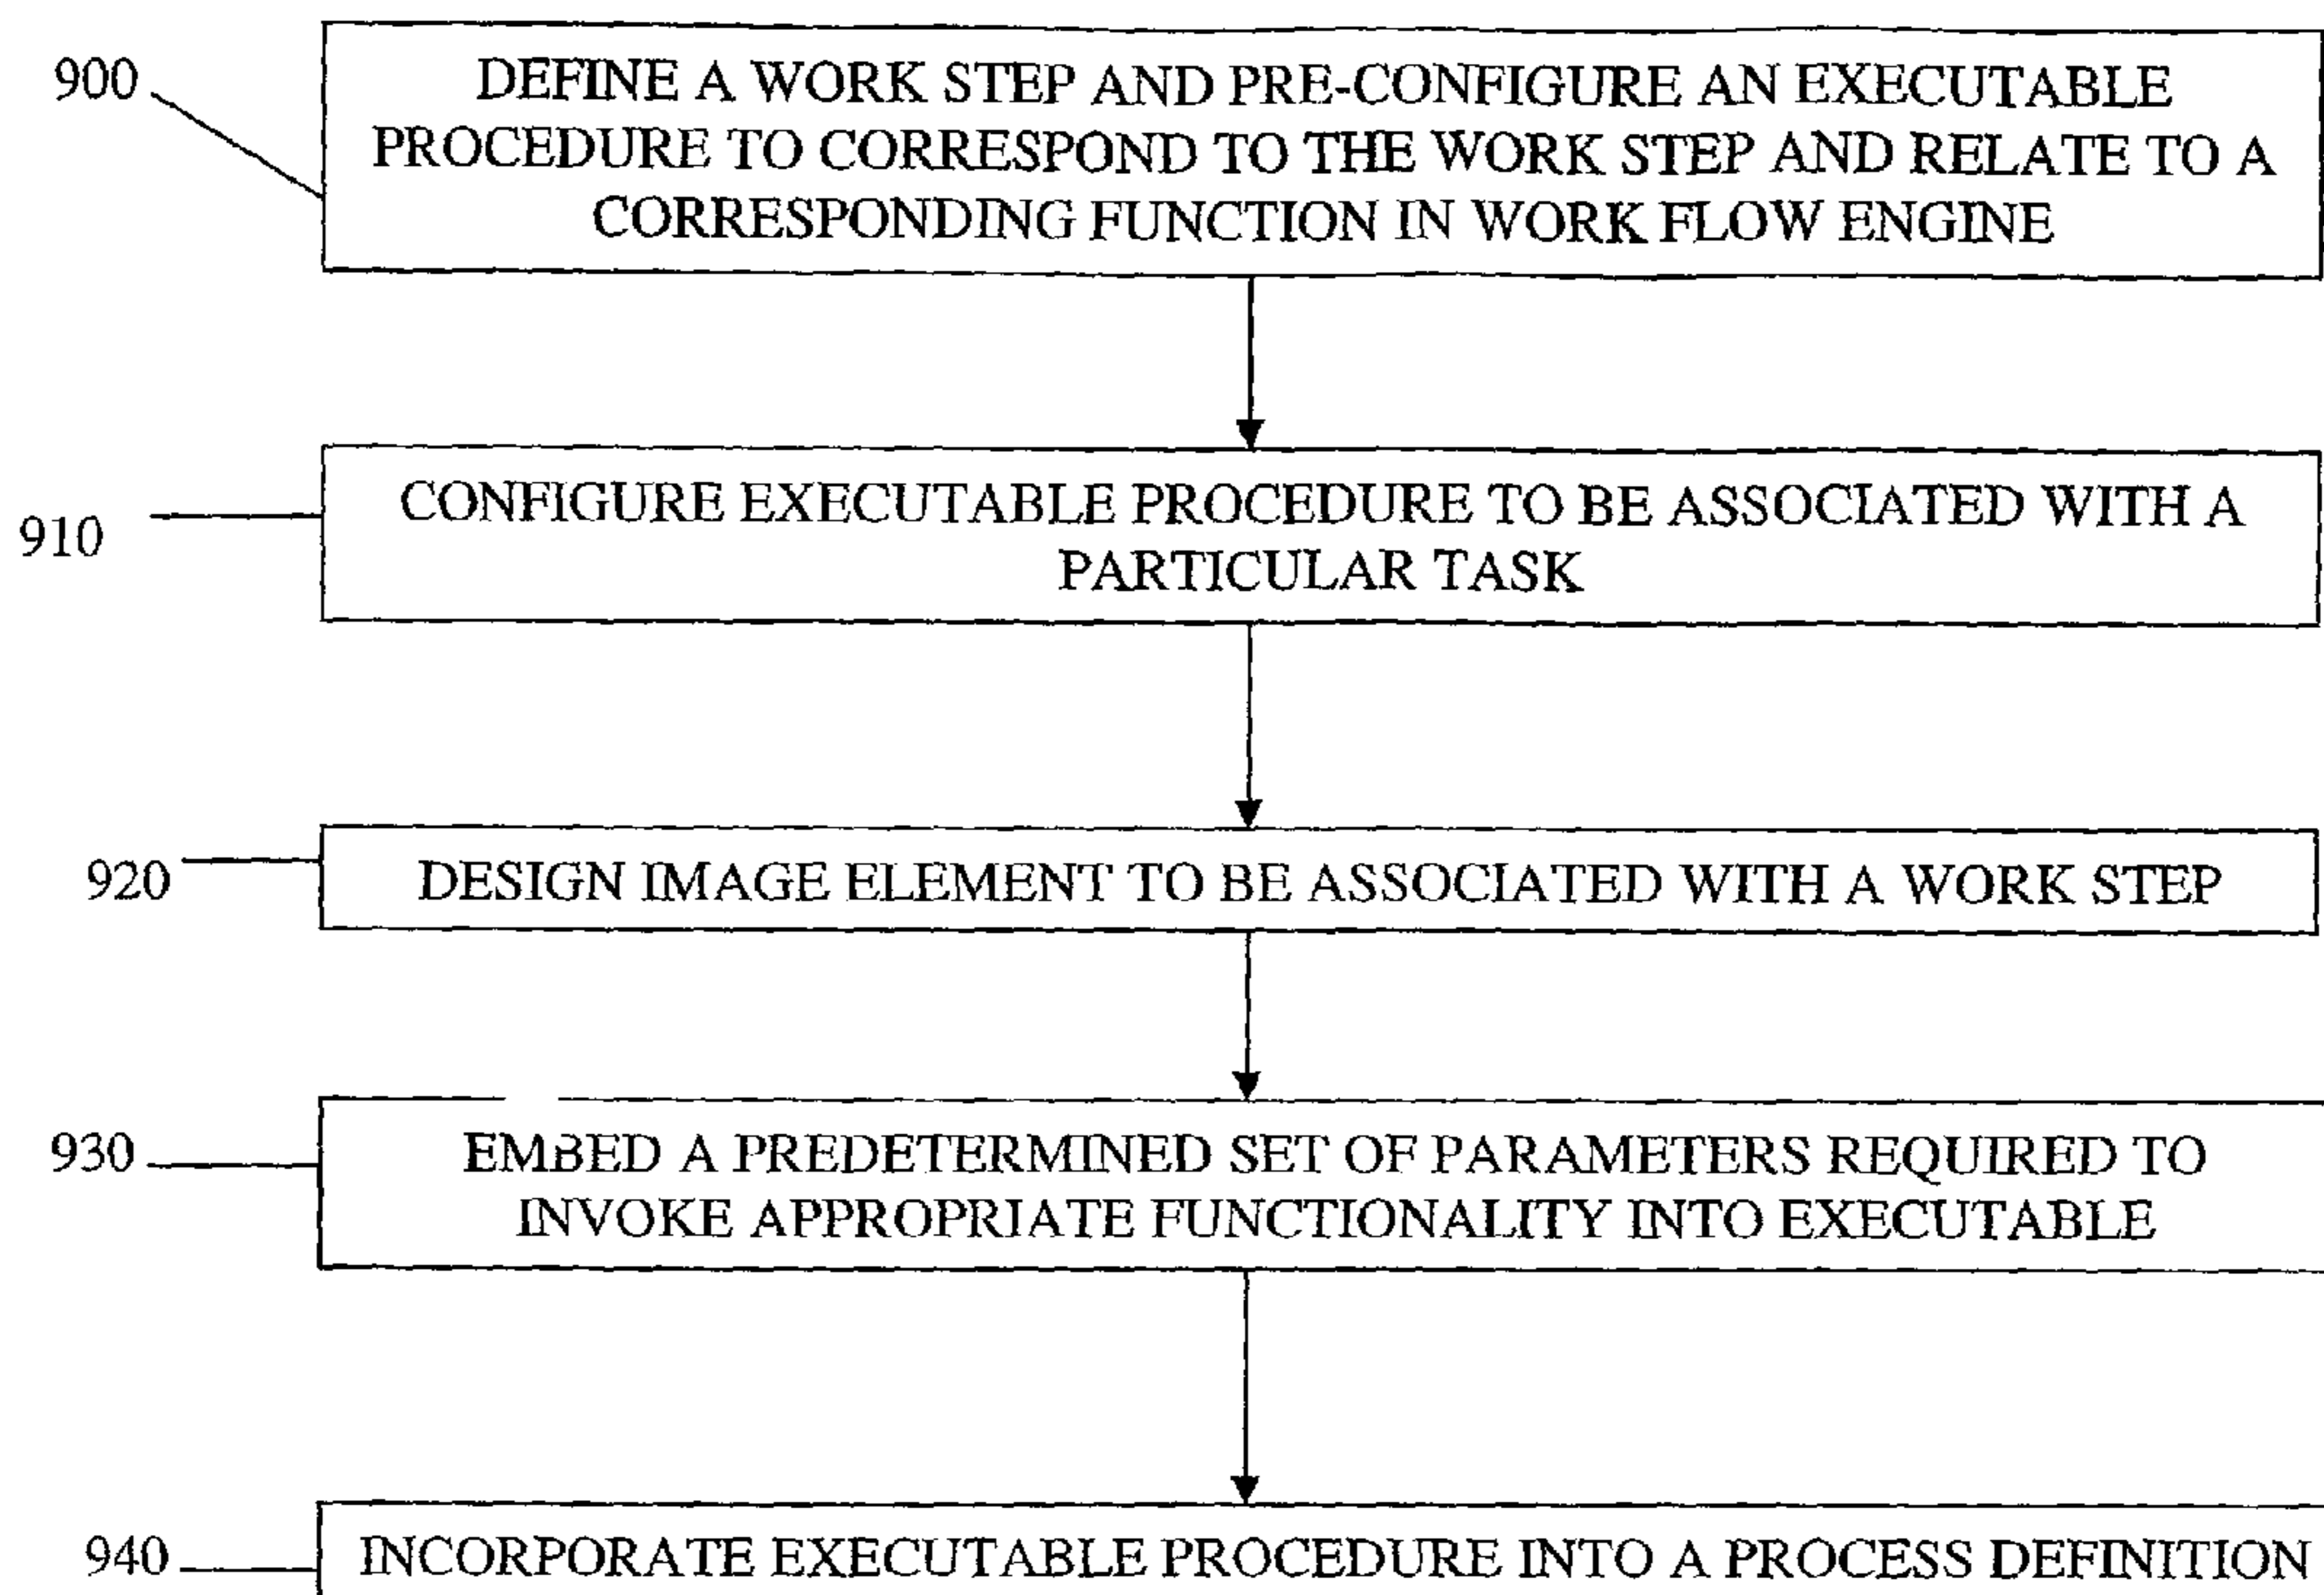 900
DEFINE A WORK STEP AND PRE-CONFIGURE AN EXECUTABLE
PROCEDURE TO CORRESPOND TO THE WORK STEP AND RELATE TO A
CORRESPONDING FUNCTION IN WORK FLOW ENGINE
910
CONFIGURE EXECUTABLE PROCEDURE TO BE ASSOCIATED WITH A
PARTICULAR TASK
920
DESIGN IMAGE ELEMENT TO BE ASSOCIATED WITH A WORK STEP
930
EMBED A PREDETERMINED SET OF PARAMETERS REQUIRED TO
INVOKE APPROPRIATE FUNCTIONALITY INTO EXECUTABLE
940
INCORPORATE EXECUTABLE PROCEDURE INTO A PROCESS DEFINITION